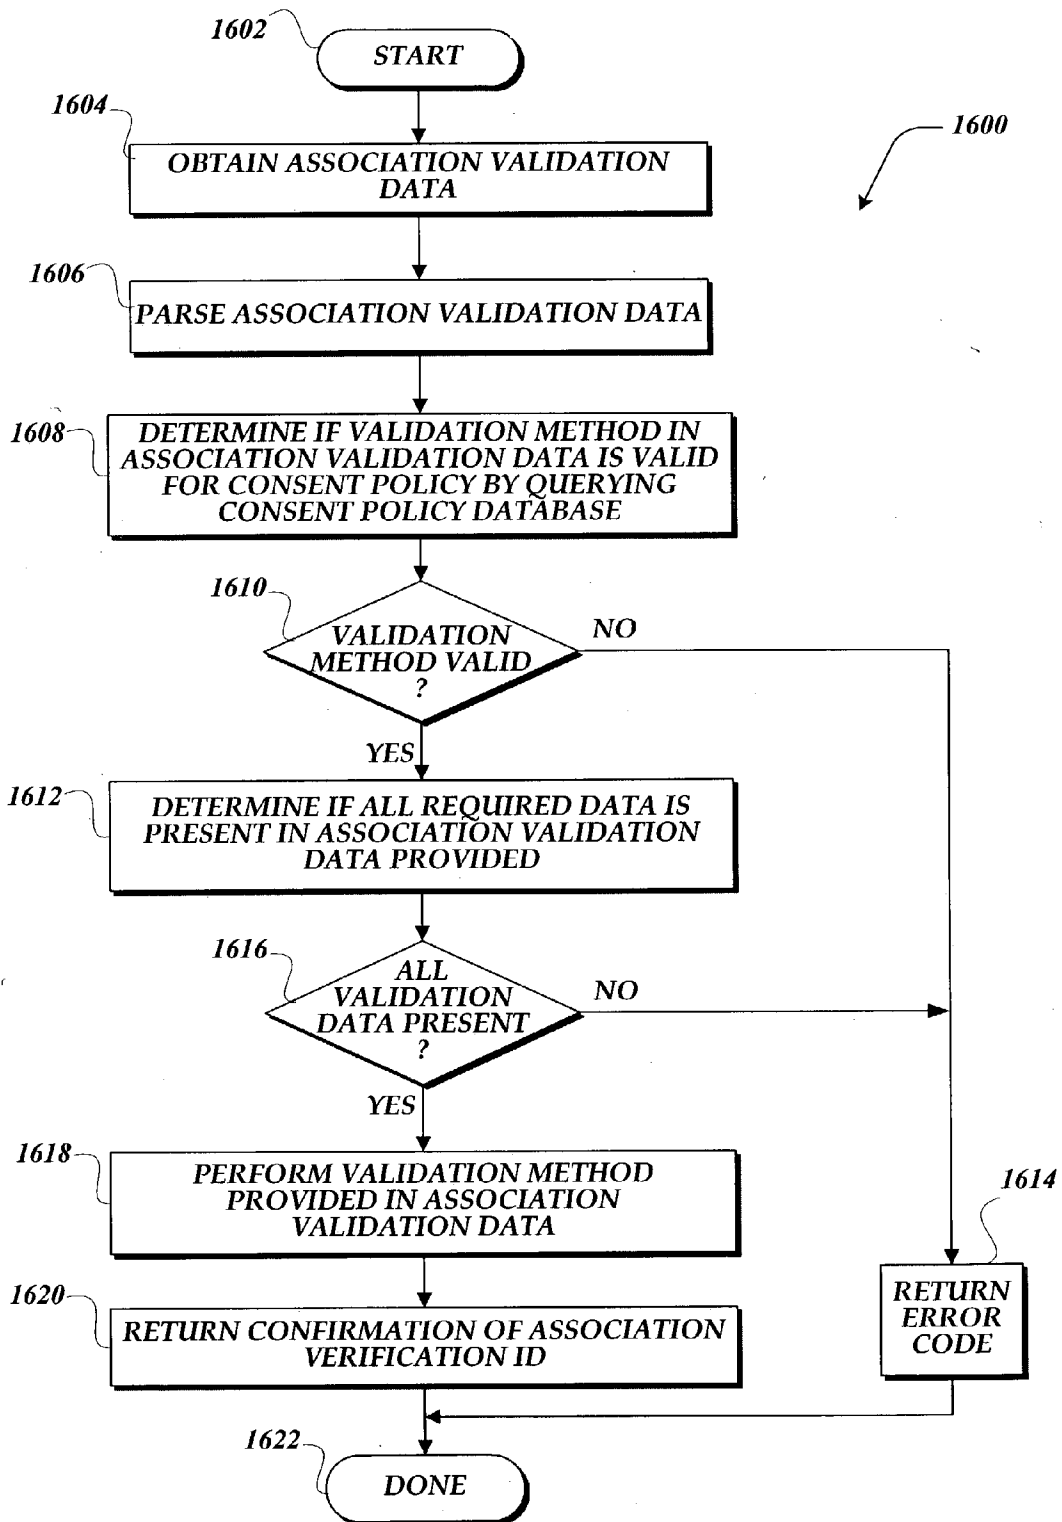 1602
START
1604
1600
OBTAIN ASSOCIATION VALIDATION
DATA
1606
PARSE ASSOCIATION VALIDATION DATA
1608
DETERMINE IF VALIDATION METHOD IN
ASSOCIATION VALIDATION DATA IS VALID
FOR CONSENT POLICY BY QUERYING
CONSENT POLICY DATABASE
1610
VALIDATION
METHOD VALID
?
NO
YES
1612
DETERMINE IF ALL REQUIRED DATA IS
PRESENT IN ASSOCIATION VALIDATION
DATA PROVIDED
1616
ALL
VALIDATION
DATA PRESENT
?
NO
YES
1618
PERFORM VALIDATION METHOD
PROVIDED IN ASSOCIATION
VALIDATION DATA
1614
RETURN
ERROR
CODE
1620
RETURN CONFIRMATION OF ASSOCIATION
VERIFICATION ID
1622
DONE